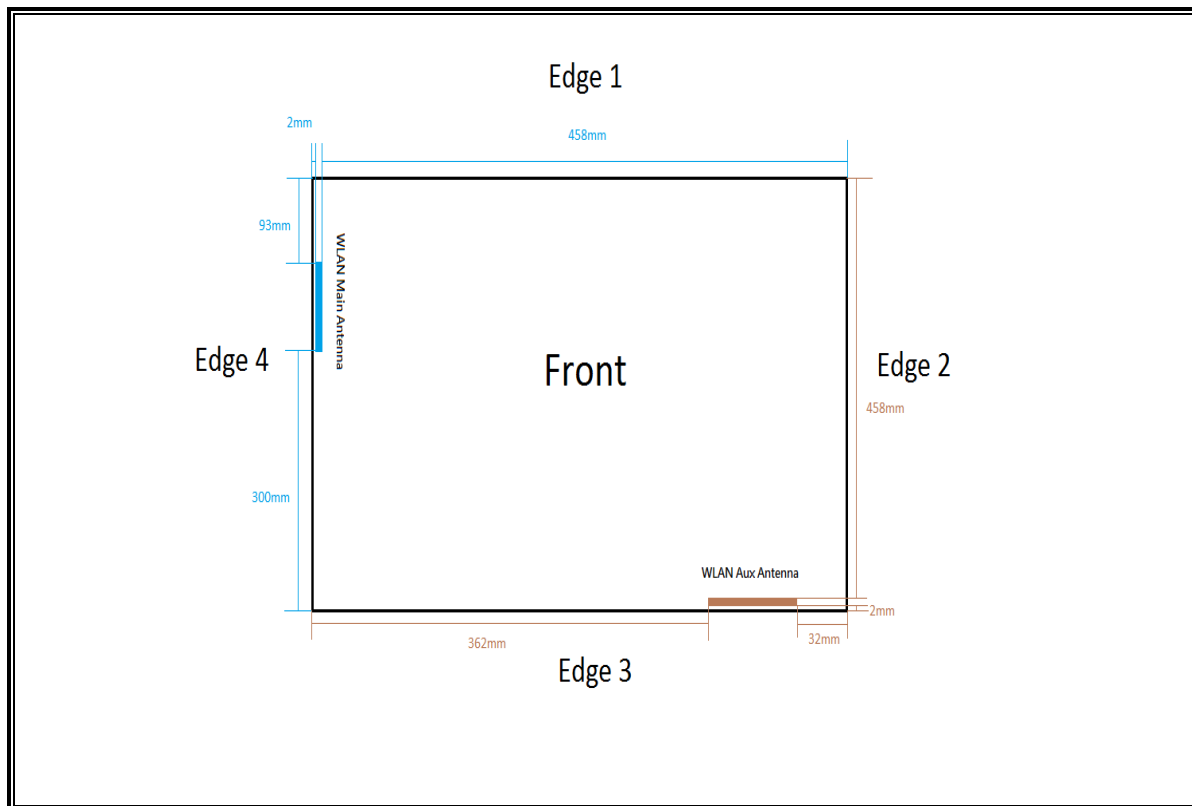 Edge 1
2mm
458mm
93mm
WLAN Main Antenna
Edge 4
Front
Edge 2
458mm
300mm
WLAN Aux Antenna
2mm
362mm
32mm
Edge 3